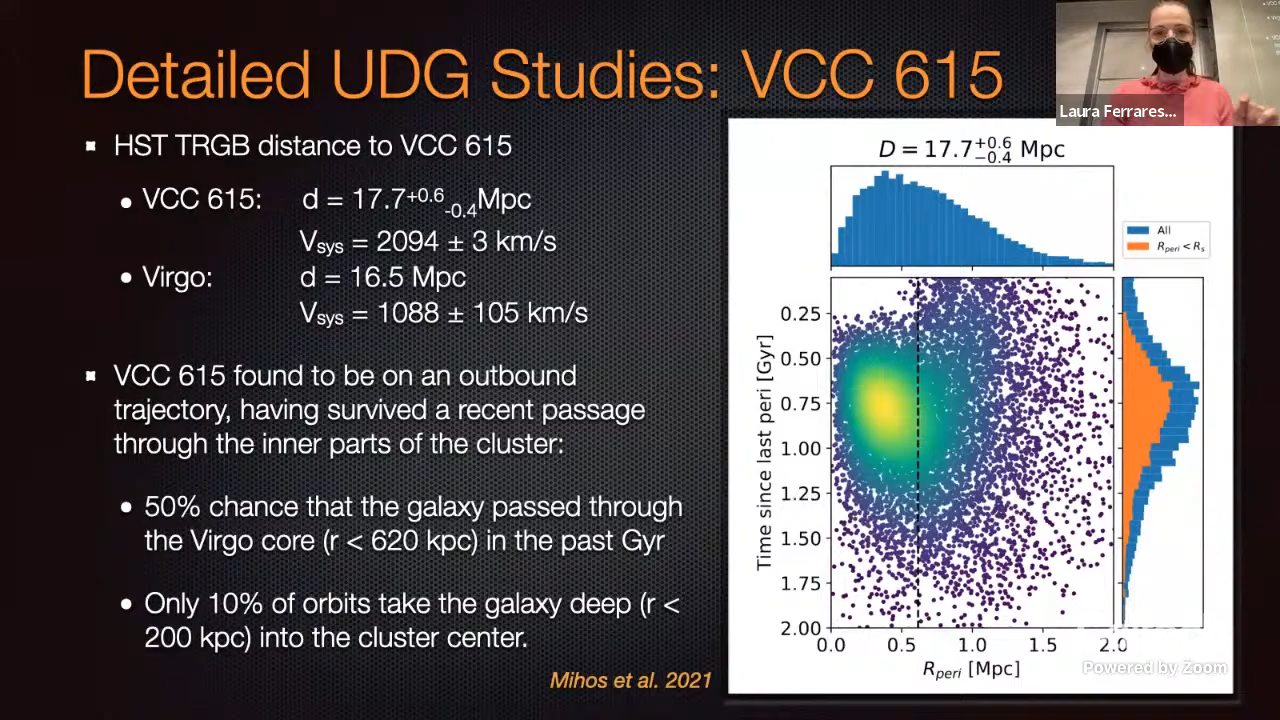 Detailed UDG Studies: VCC 615
Laura Ferrares...
HST TRGB distance to VCC 615
VCC 615: d = 17.7+0.6-0.4Mpc
Vsys = 2094 ± 3 km/s
Virgo: d = 16.5 Mpc
Vsys = 1088 ± 105 km/s
VCC 615 found to be on an outbound
trajectory, having survived a recent passage
through the inner parts of the cluster:
50% chance that the galaxy passed through
the Virgo core (r < 620 kpc) in the past Gyr
Only 10% of orbits take the galaxy deep (r <
200 kpc) into the cluster center.
Mihos et al. 2021
D = 17.7+0.6−0.4 Mpc
All
Rperi < Rs
Time since last peri [Gyr]
0.25
0.50
0.75
1.00
1.25
1.50
1.75
2.00
0.0 0.5 1.0 1.5 2.0
Rperi [Mpc]
Powered by Zoom